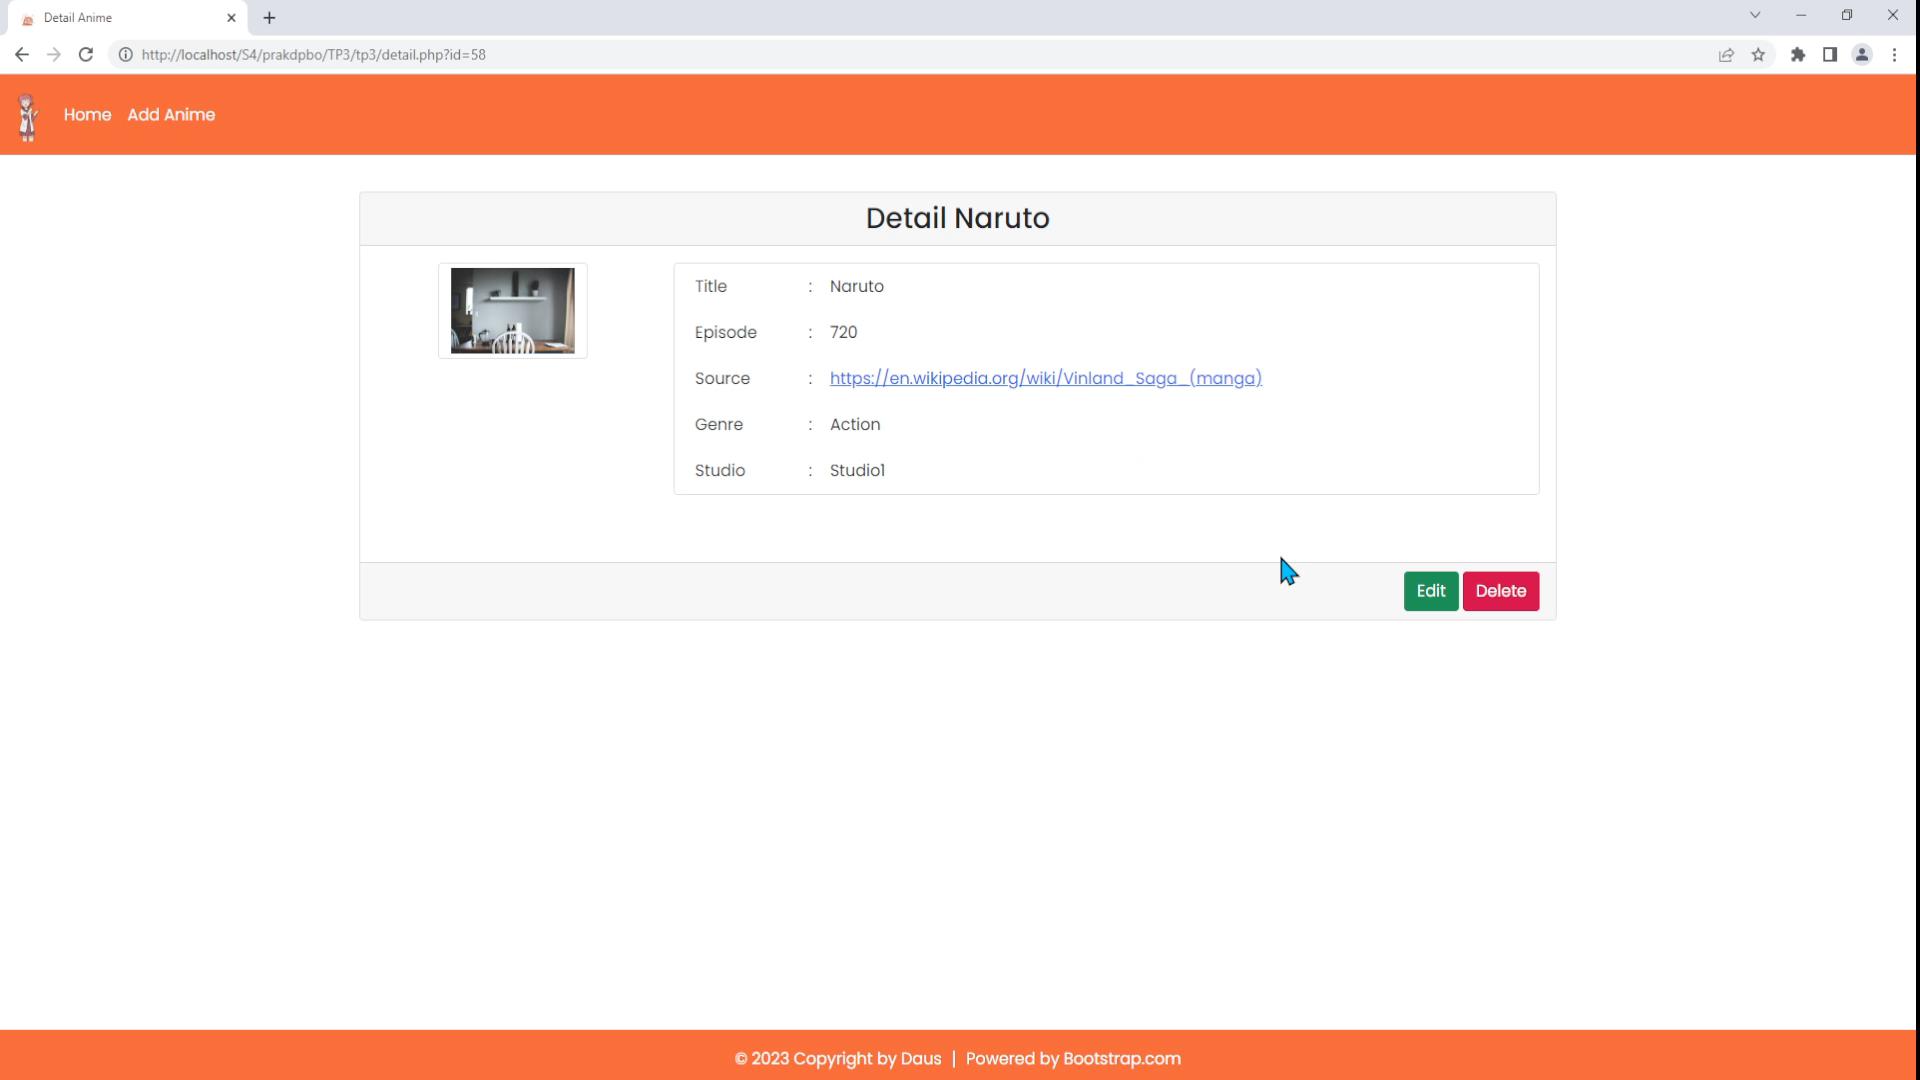 Detail Anime
http://localhost/S4/prakdpbo/TP3/tp3/detail.php?id=58
Home Add Anime
Detail Naruto
Title : Naruto
Episode : 720
Source : https://en.wikipedia.org/wiki/Vinland_Saga_(manga)
Genre : Action
Studio : Studio1
Edit Delete
© 2023 Copyright by Daus | Powered by Bootstrap.com